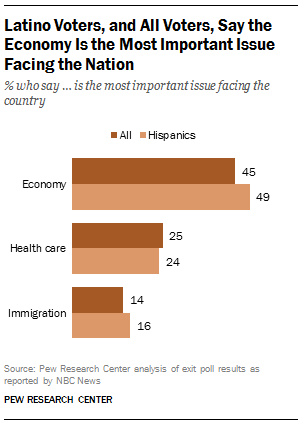 Latino Voters, and All Voters, Say the
Economy Is the Most Important Issue
Facing the Nation
% who say ... is the most important issue facing the
country
All Hispanics
Economy 45
49
Health care 25
24
Immigration 14
16
Source: Pew Research Center analysis of exit poll results as
reported by NBC News
PEW RESEARCH CENTER